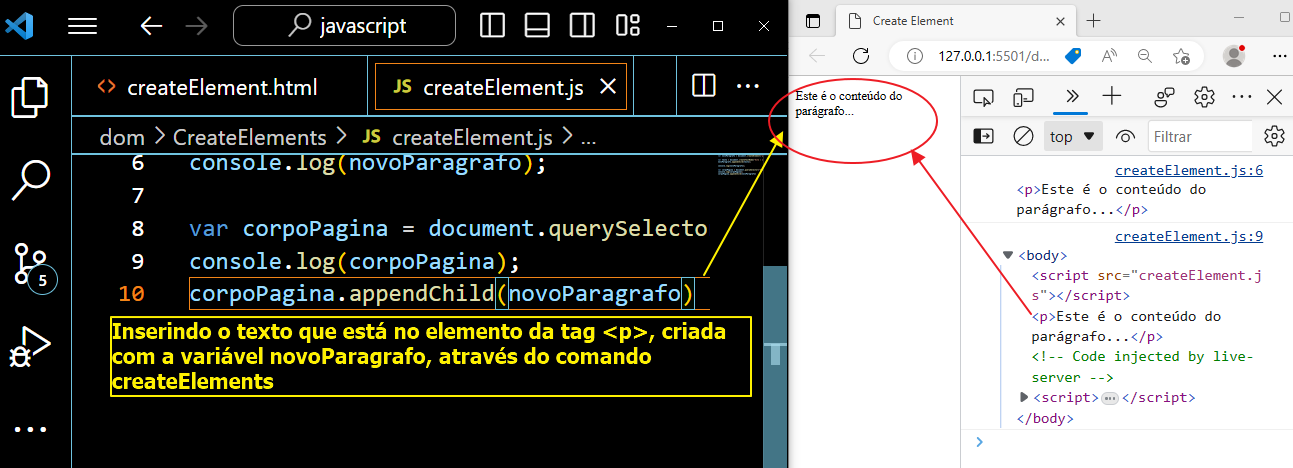 javascript
createElement.html
JS createElement.js
dom > CreateElements > JS createElement.js > ...
6 console.log(novoParagrafo);
7
8 var corpoPagina = document.querySelecto
9 console.log(corpoPagina);
10 corpoPagina.appendChild(novoParagrafo)
Inserindo o texto que está no elemento da tag <p>, criada
com a variável novoParagrafo, através do comando
createElements
5
Create Element
127.0.0.1:5501/d...
Este é o conteúdo do
parágrafo...
top
Filtrar
createElement.js:6
<p>Este é o conteúdo do
parágrafo...</p>
createElement.js:9
<body>
<script src="createElement.j
s"></script>
<p>Este é o conteúdo do
parágrafo...</p>
<!-- Code injected by live-
server -->
<script>...</script>
</body>